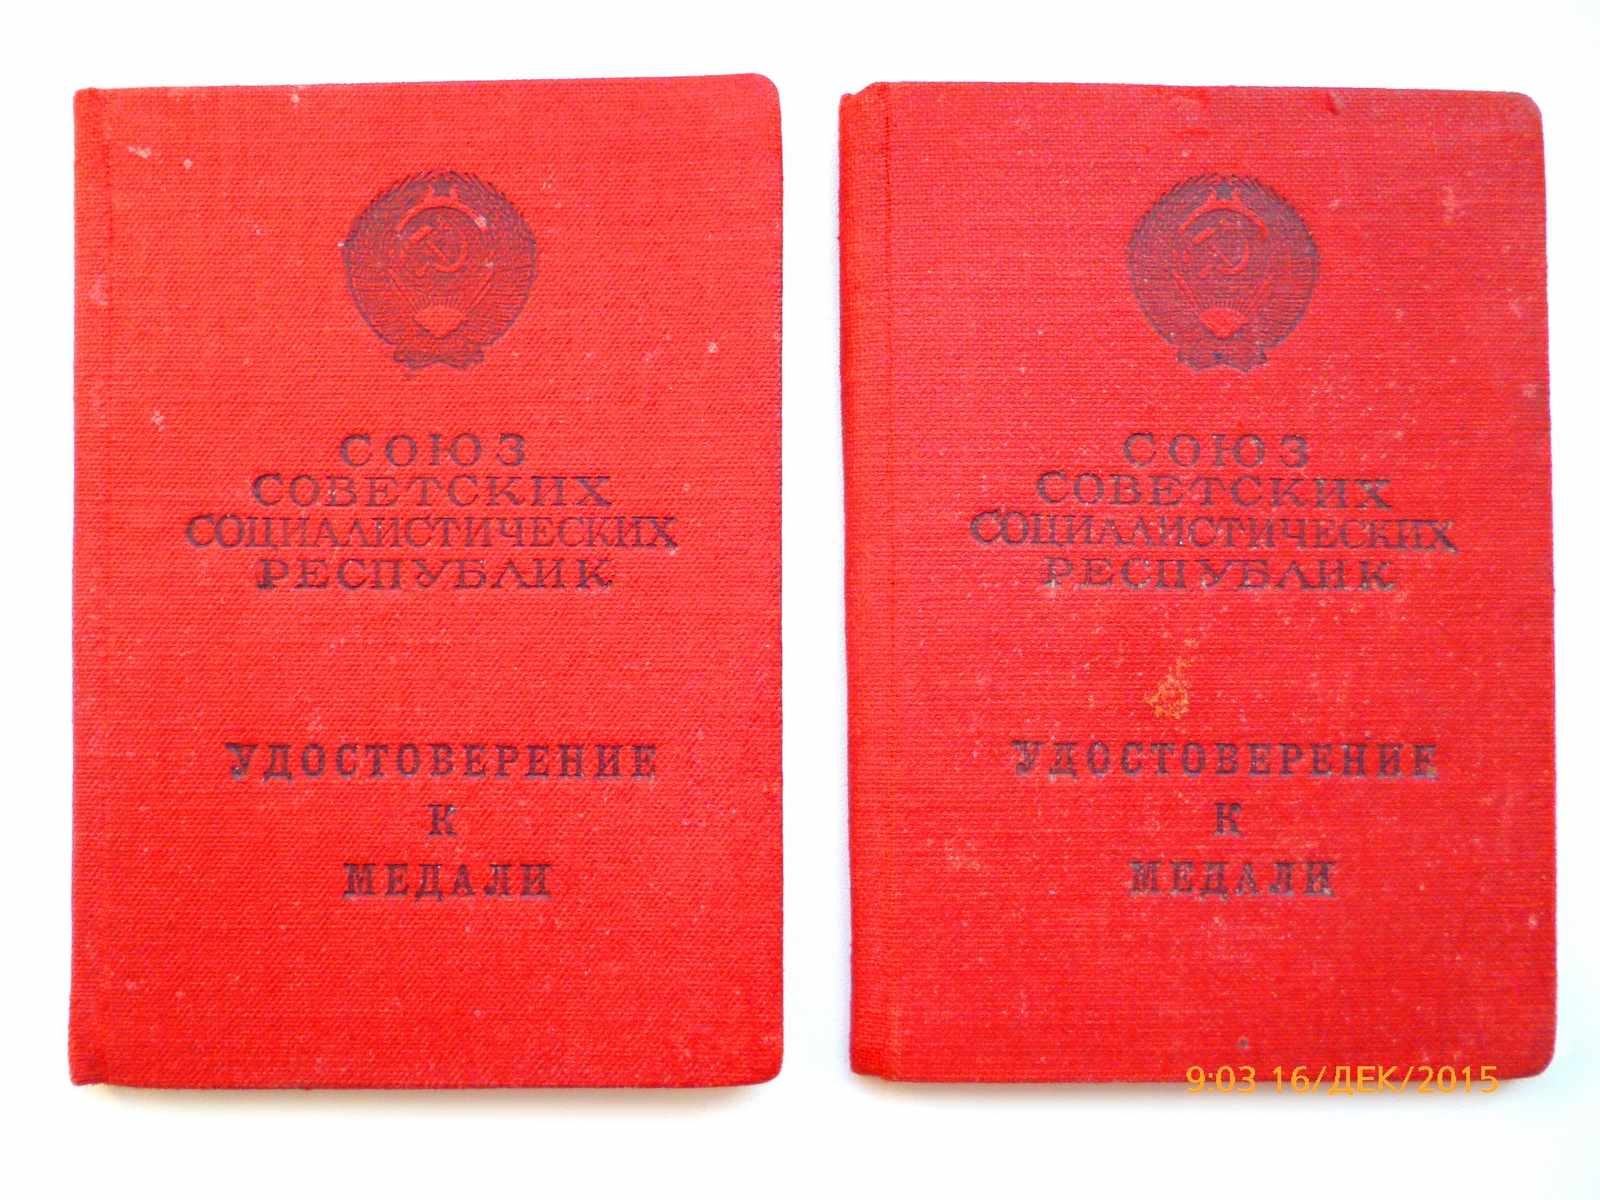 СОЮЗ
СОВЕТСКИХ
СОЦИАЛИСТИЧЕСКИХ
РЕСПУБЛИК
УДОСТОВЕРЕНИЕ
К
МЕДАЛИ
СОЮЗ
СОВЕТСКИХ
СОЦИАЛИСТИЧЕСКИХ
РЕСПУБЛИК
УДОСТОВЕРЕНИЕ
К
МЕДАЛИ
9:03 16/ДЕК/2015